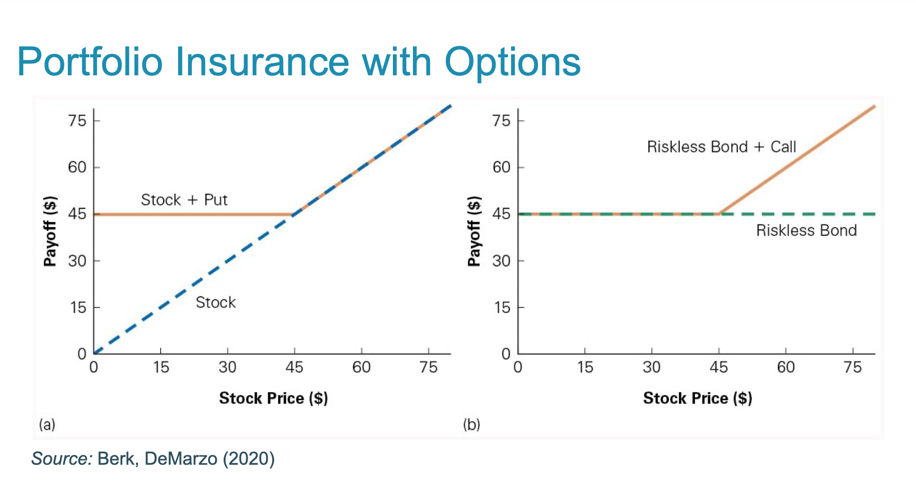 Portfolio Insurance with Options
75
60
45
30
15
0
Payoff ($)
Stock + Put
Stock
0 15 30 45 60 75
Stock Price ($)
(a)
75
60
45
30
15
0
Payoff ($)
Riskless Bond + Call
Riskless Bond
0 15 30 45 60 75
Stock Price ($)
(b)
Source: Berk, DeMarzo (2020)